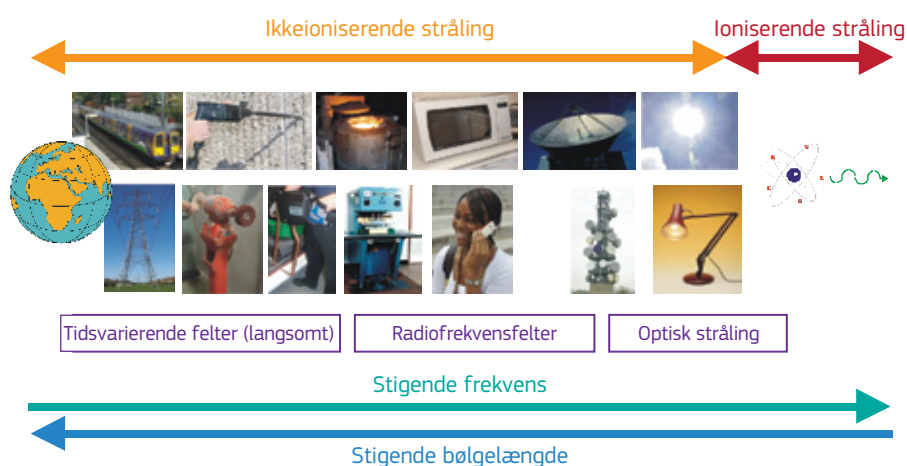 Ikkeioniserende stråling
Ioniserende stråling
Tidsvarierende felter (langsomt)
Radiofrekvensfelter
Optisk stråling
Stigende frekvens
Stigende bølgelængde